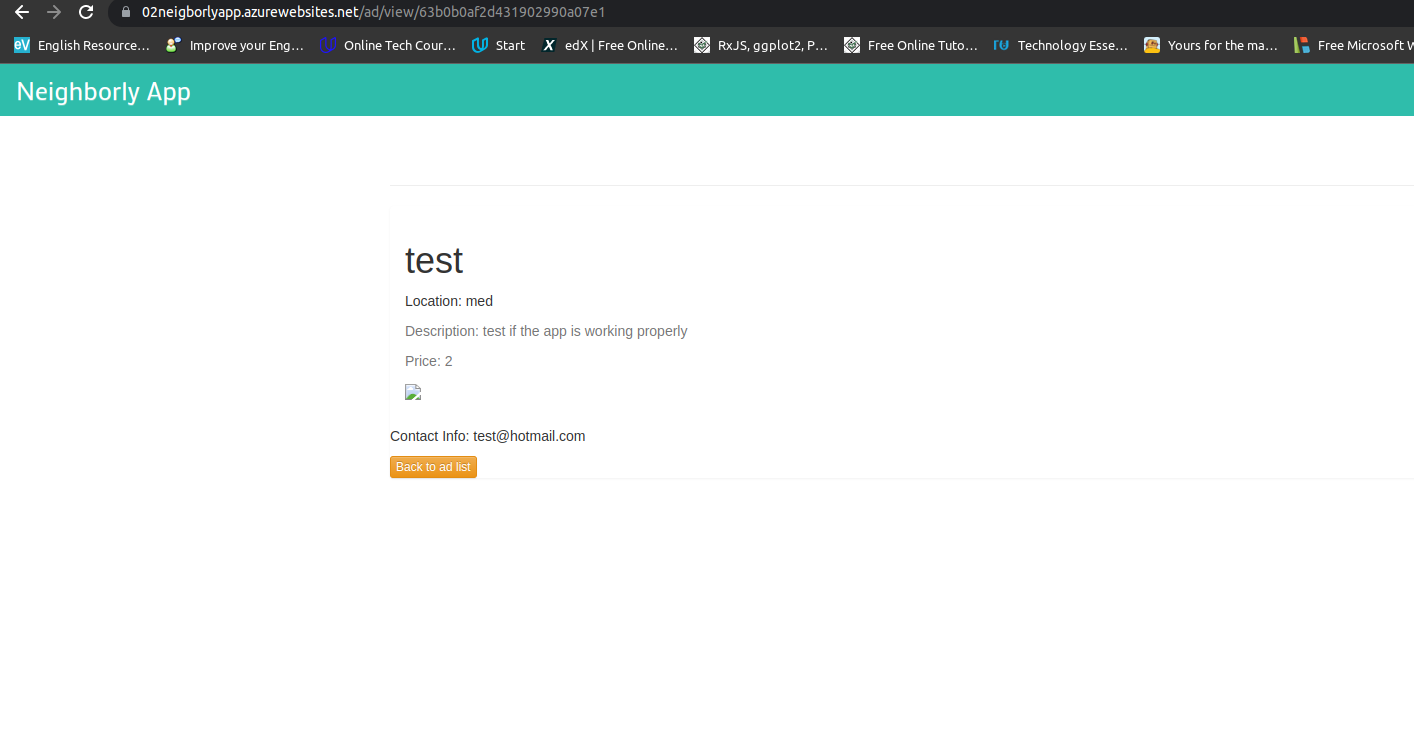 02neigborlyapp.azurewebsites.net/ad/view/63b0b0af2d431902990a07e1
eV English Resource… Improve your Eng… Online Tech Cour… Start edX | Free Online… RxJS, ggplot2, P… Free Online Tuto… Technology Esse… Yours for the ma… Free Microsoft W
Neighborly App
test
Location: med
Description: test if the app is working properly
Price: 2
Contact Info: test@hotmail.com
Back to ad list